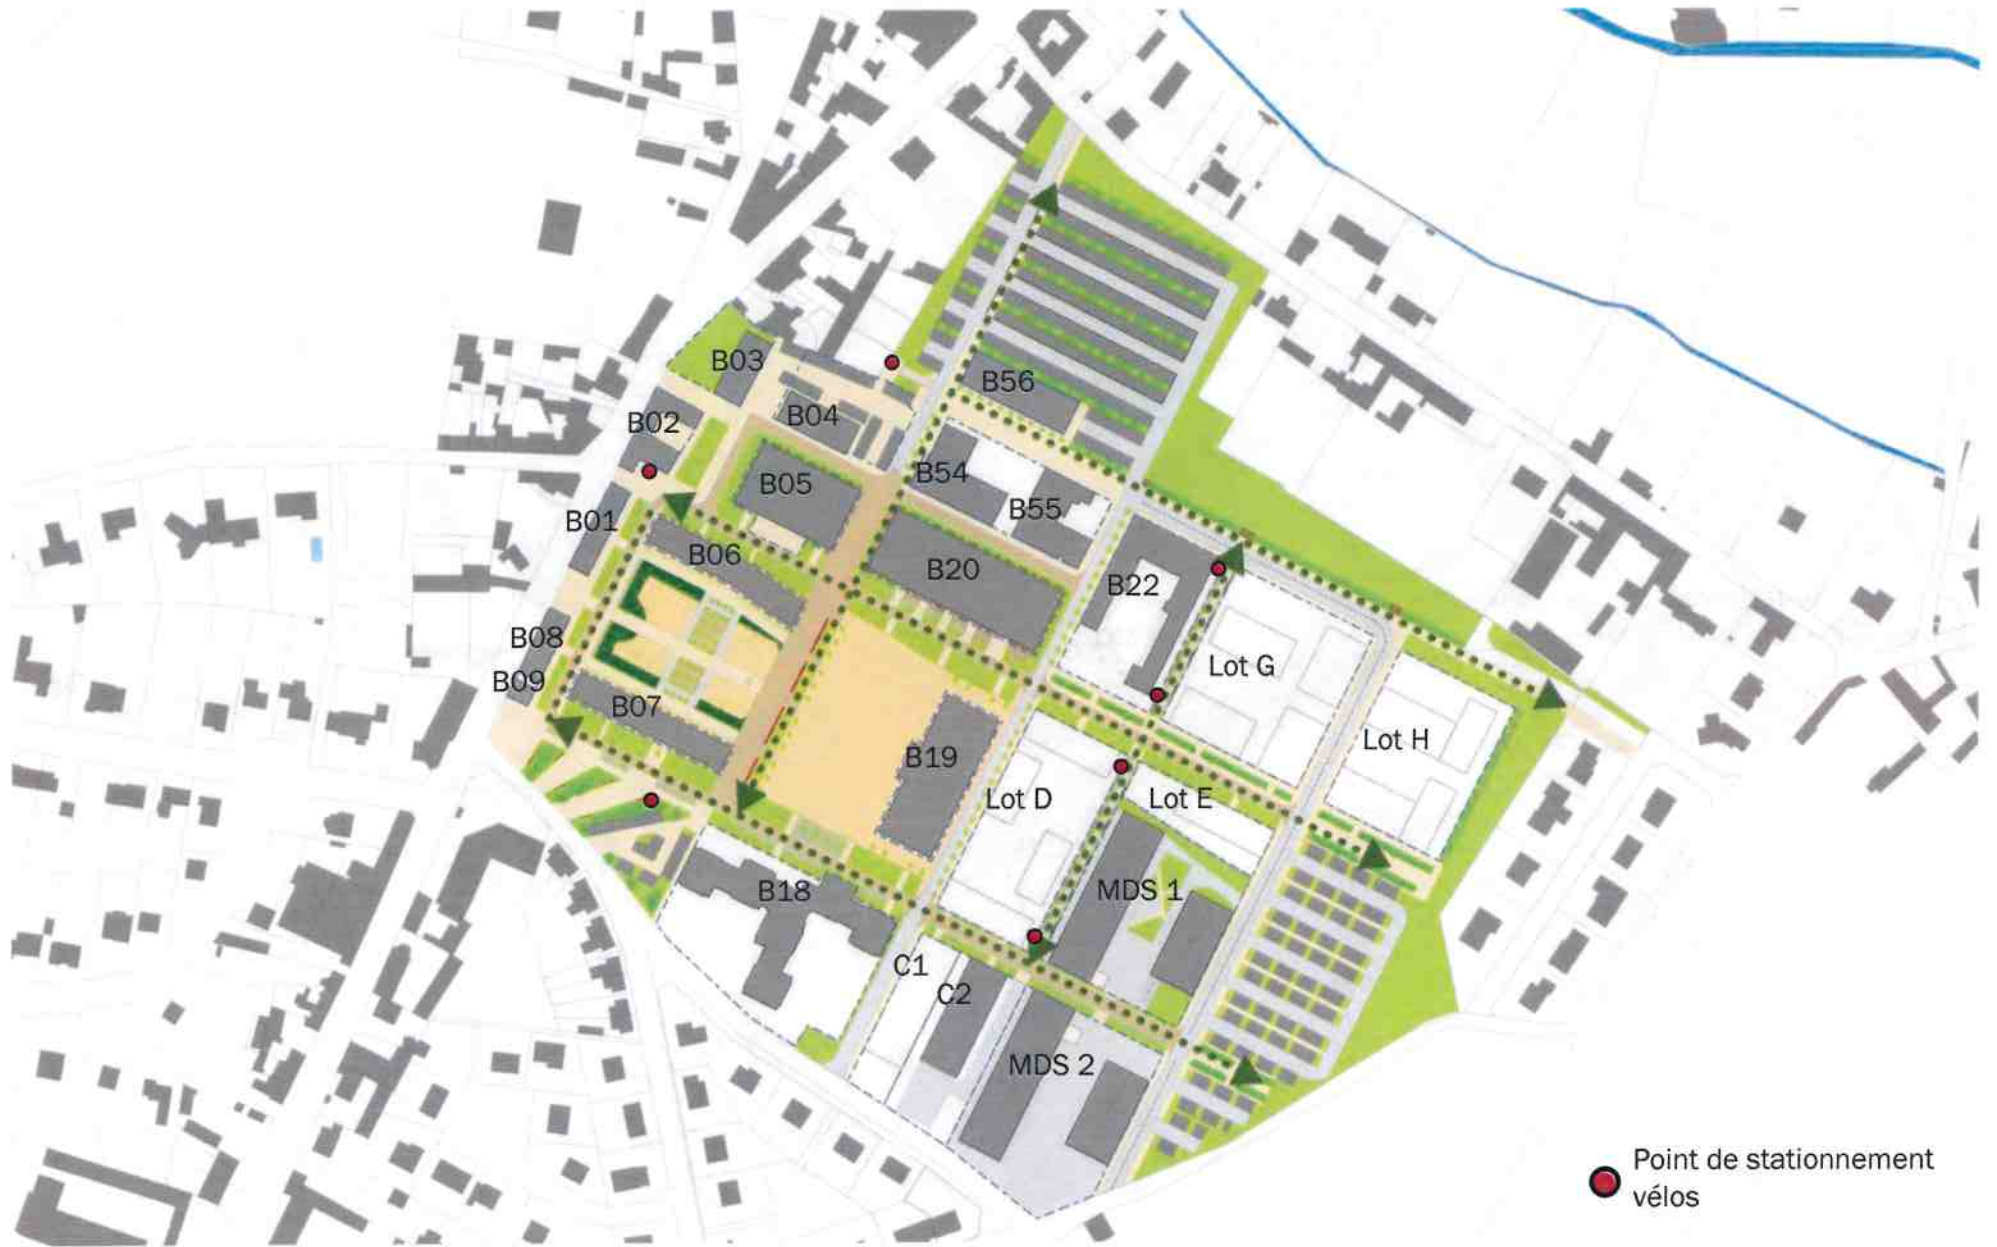 B03
B56
B04
B02
B54
B05
B55
B01
B06
B20
B22
B08
Lot G
B09
B07
Lot H
B19
Lot D
Lot E
B18
MDS 1
C1
C2
MDS 2
Point de stationnement
vélos